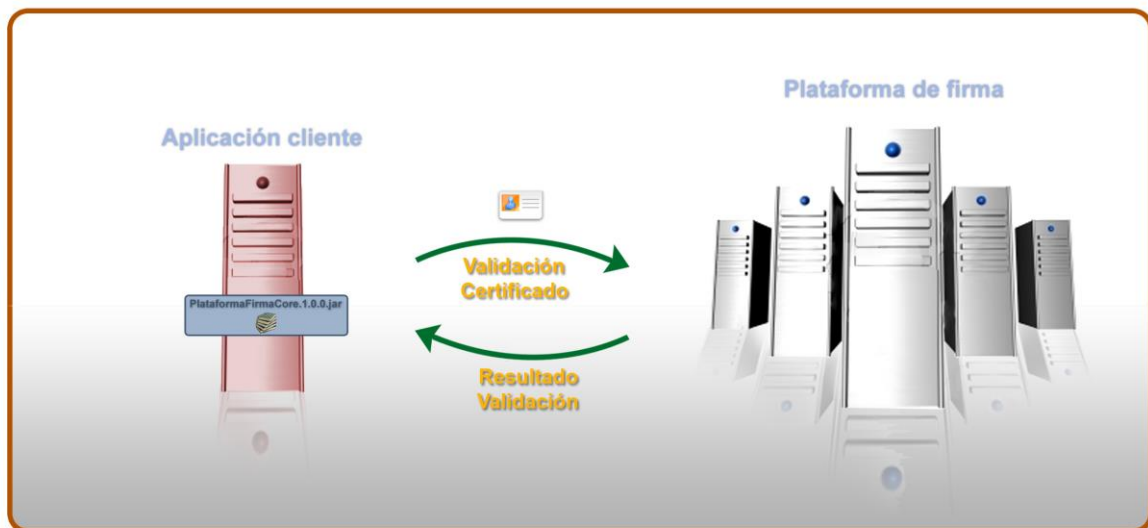 Plataforma de firma
Aplicación cliente
Validación
Certificado
PlataformaFirmaCore.1.0.0.jar
Resultado
Validación